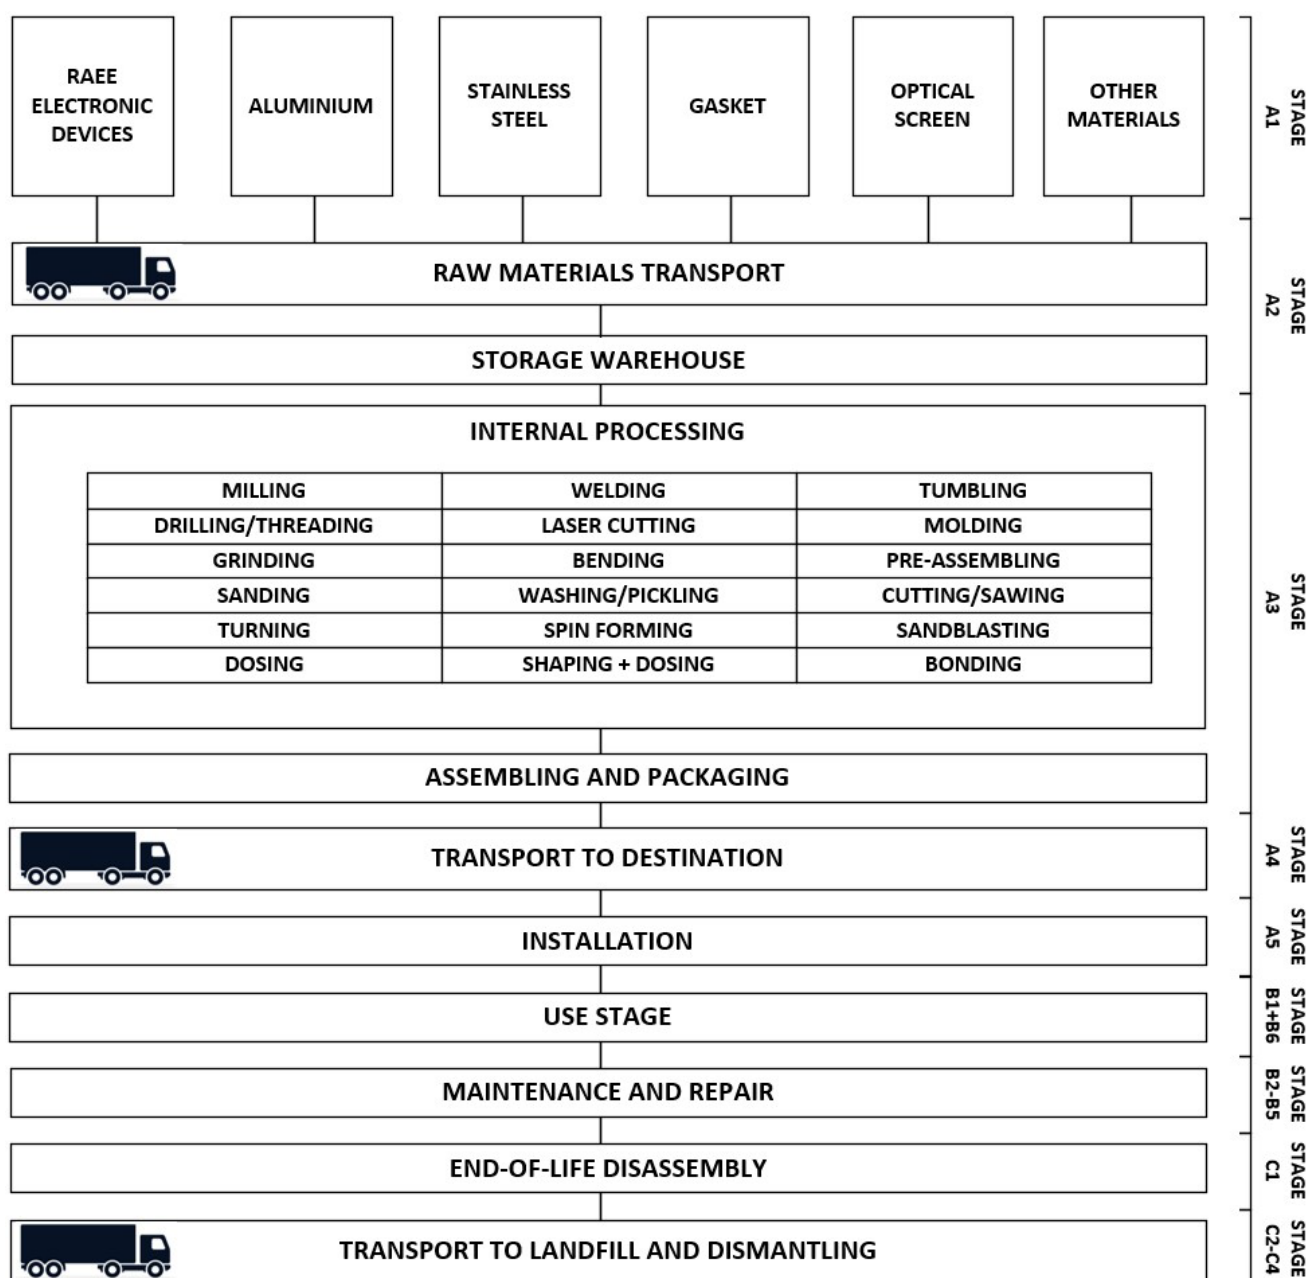 RAEE
ELECTRONIC
DEVICES
ALUMINIUM
STAINLESS
STEEL
GASKET
OPTICAL
SCREEN
OTHER
MATERIALS
STAGE
A1
RAW MATERIALS TRANSPORT
STORAGE WAREHOUSE
STAGE
A2
INTERNAL PROCESSING
MILLING WELDING TUMBLING
DRILLING/THREADING LASER CUTTING MOLDING
GRINDING BENDING PRE-ASSEMBLING
SANDING WASHING/PICKLING CUTTING/SAWING
TURNING SPIN FORMING SANDBLASTING
DOSING SHAPING + DOSING BONDING
ASSEMBLING AND PACKAGING
STAGE
A3
TRANSPORT TO DESTINATION
STAGE
A4
INSTALLATION
STAGE
A5
USE STAGE
STAGE
B1+B6
MAINTENANCE AND REPAIR
STAGE
B2-B5
END-OF-LIFE DISASSEMBLY
STAGE
C1
TRANSPORT TO LANDFILL AND DISMANTLING
STAGE
C2-C4